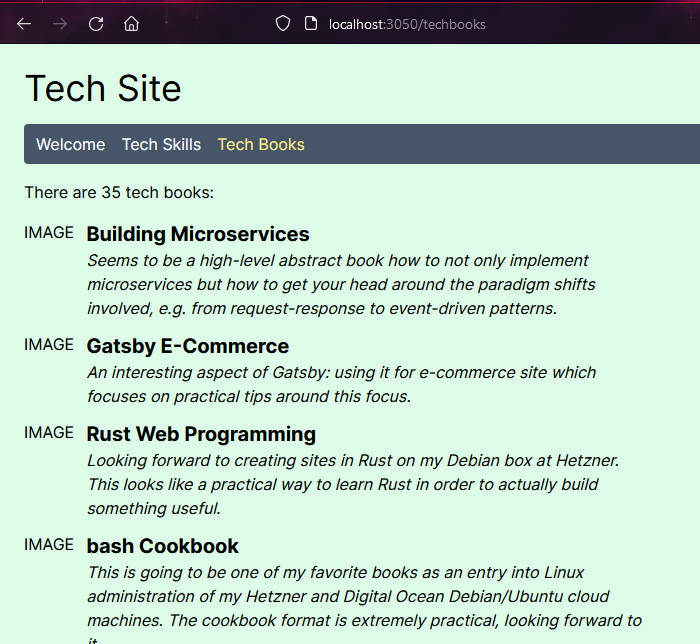 localhost:3050/techbooks
Tech Site
Welcome Tech Skills Tech Books
There are 35 tech books:
IMAGE Building Microservices
Seems to be a high-level abstract book how to not only implement
microservices but how to get your head around the paradigm shifts
involved, e.g. from request-response to event-driven patterns.
IMAGE Gatsby E-Commerce
An interesting aspect of Gatsby: using it for e-commerce site which
focuses on practical tips around this focus.
IMAGE Rust Web Programming
Looking forward to creating sites in Rust on my Debian box at Hetzner.
This looks like a practical way to learn Rust in order to actually build
something useful.
IMAGE bash Cookbook
This is going to be one of my favorite books as an entry into Linux
administration of my Hetzner and Digital Ocean Debian/Ubuntu cloud
machines. The cookbook format is extremely practical, looking forward to
it